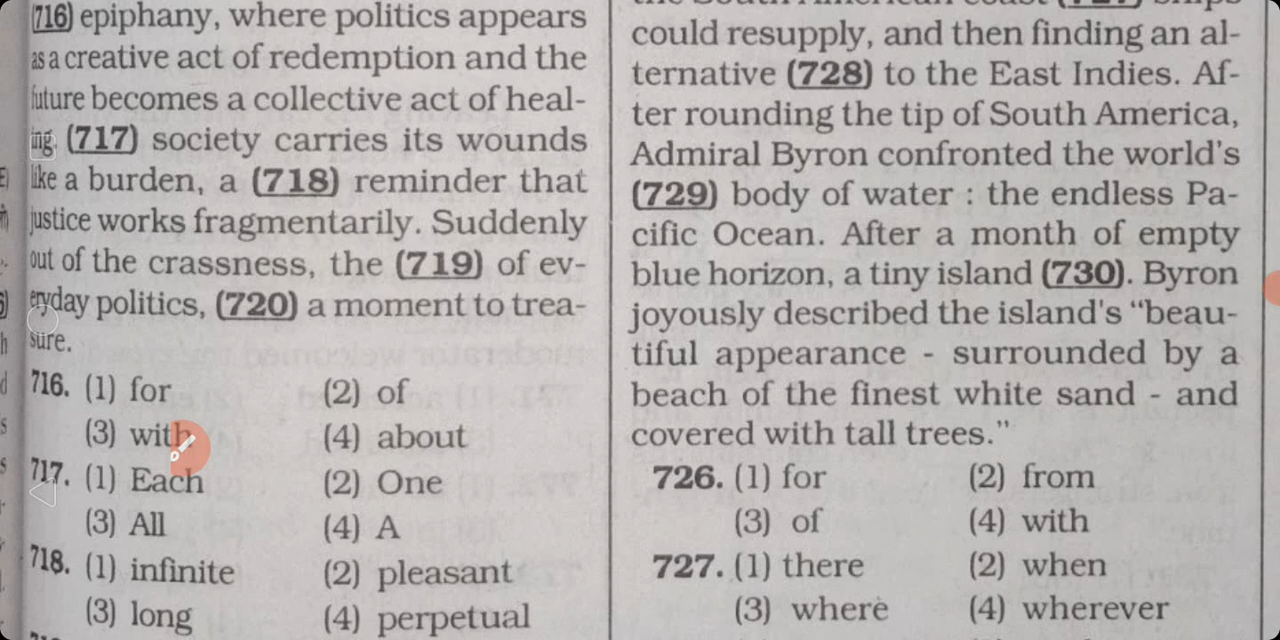 (716) epiphany, where politics appears
as a creative act of redemption and the
future becomes a collective act of heal-
ing. (717) society carries its wounds
like a burden, a (718) reminder that
justice works fragmentarily. Suddenly
out of the crassness, the (719) of ev-
eryday politics, (720) a moment to trea-
sure.
716. (1) for (2) of
(3) with (4) about
717. (1) Each (2) One
(3) All (4) A
718. (1) infinite (2) pleasant
(3) long (4) perpetual
could resupply, and then finding an al-
ternative (728) to the East Indies. Af-
ter rounding the tip of South America,
Admiral Byron confronted the world's
(729) body of water : the endless Pa-
cific Ocean. After a month of empty
blue horizon, a tiny island (730). Byron
joyously described the island's “beau-
tiful appearance - surrounded by a
beach of the finest white sand - and
covered with tall trees.”
726. (1) for (2) from
(3) of (4) with
727. (1) there (2) when
(3) where (4) wherever